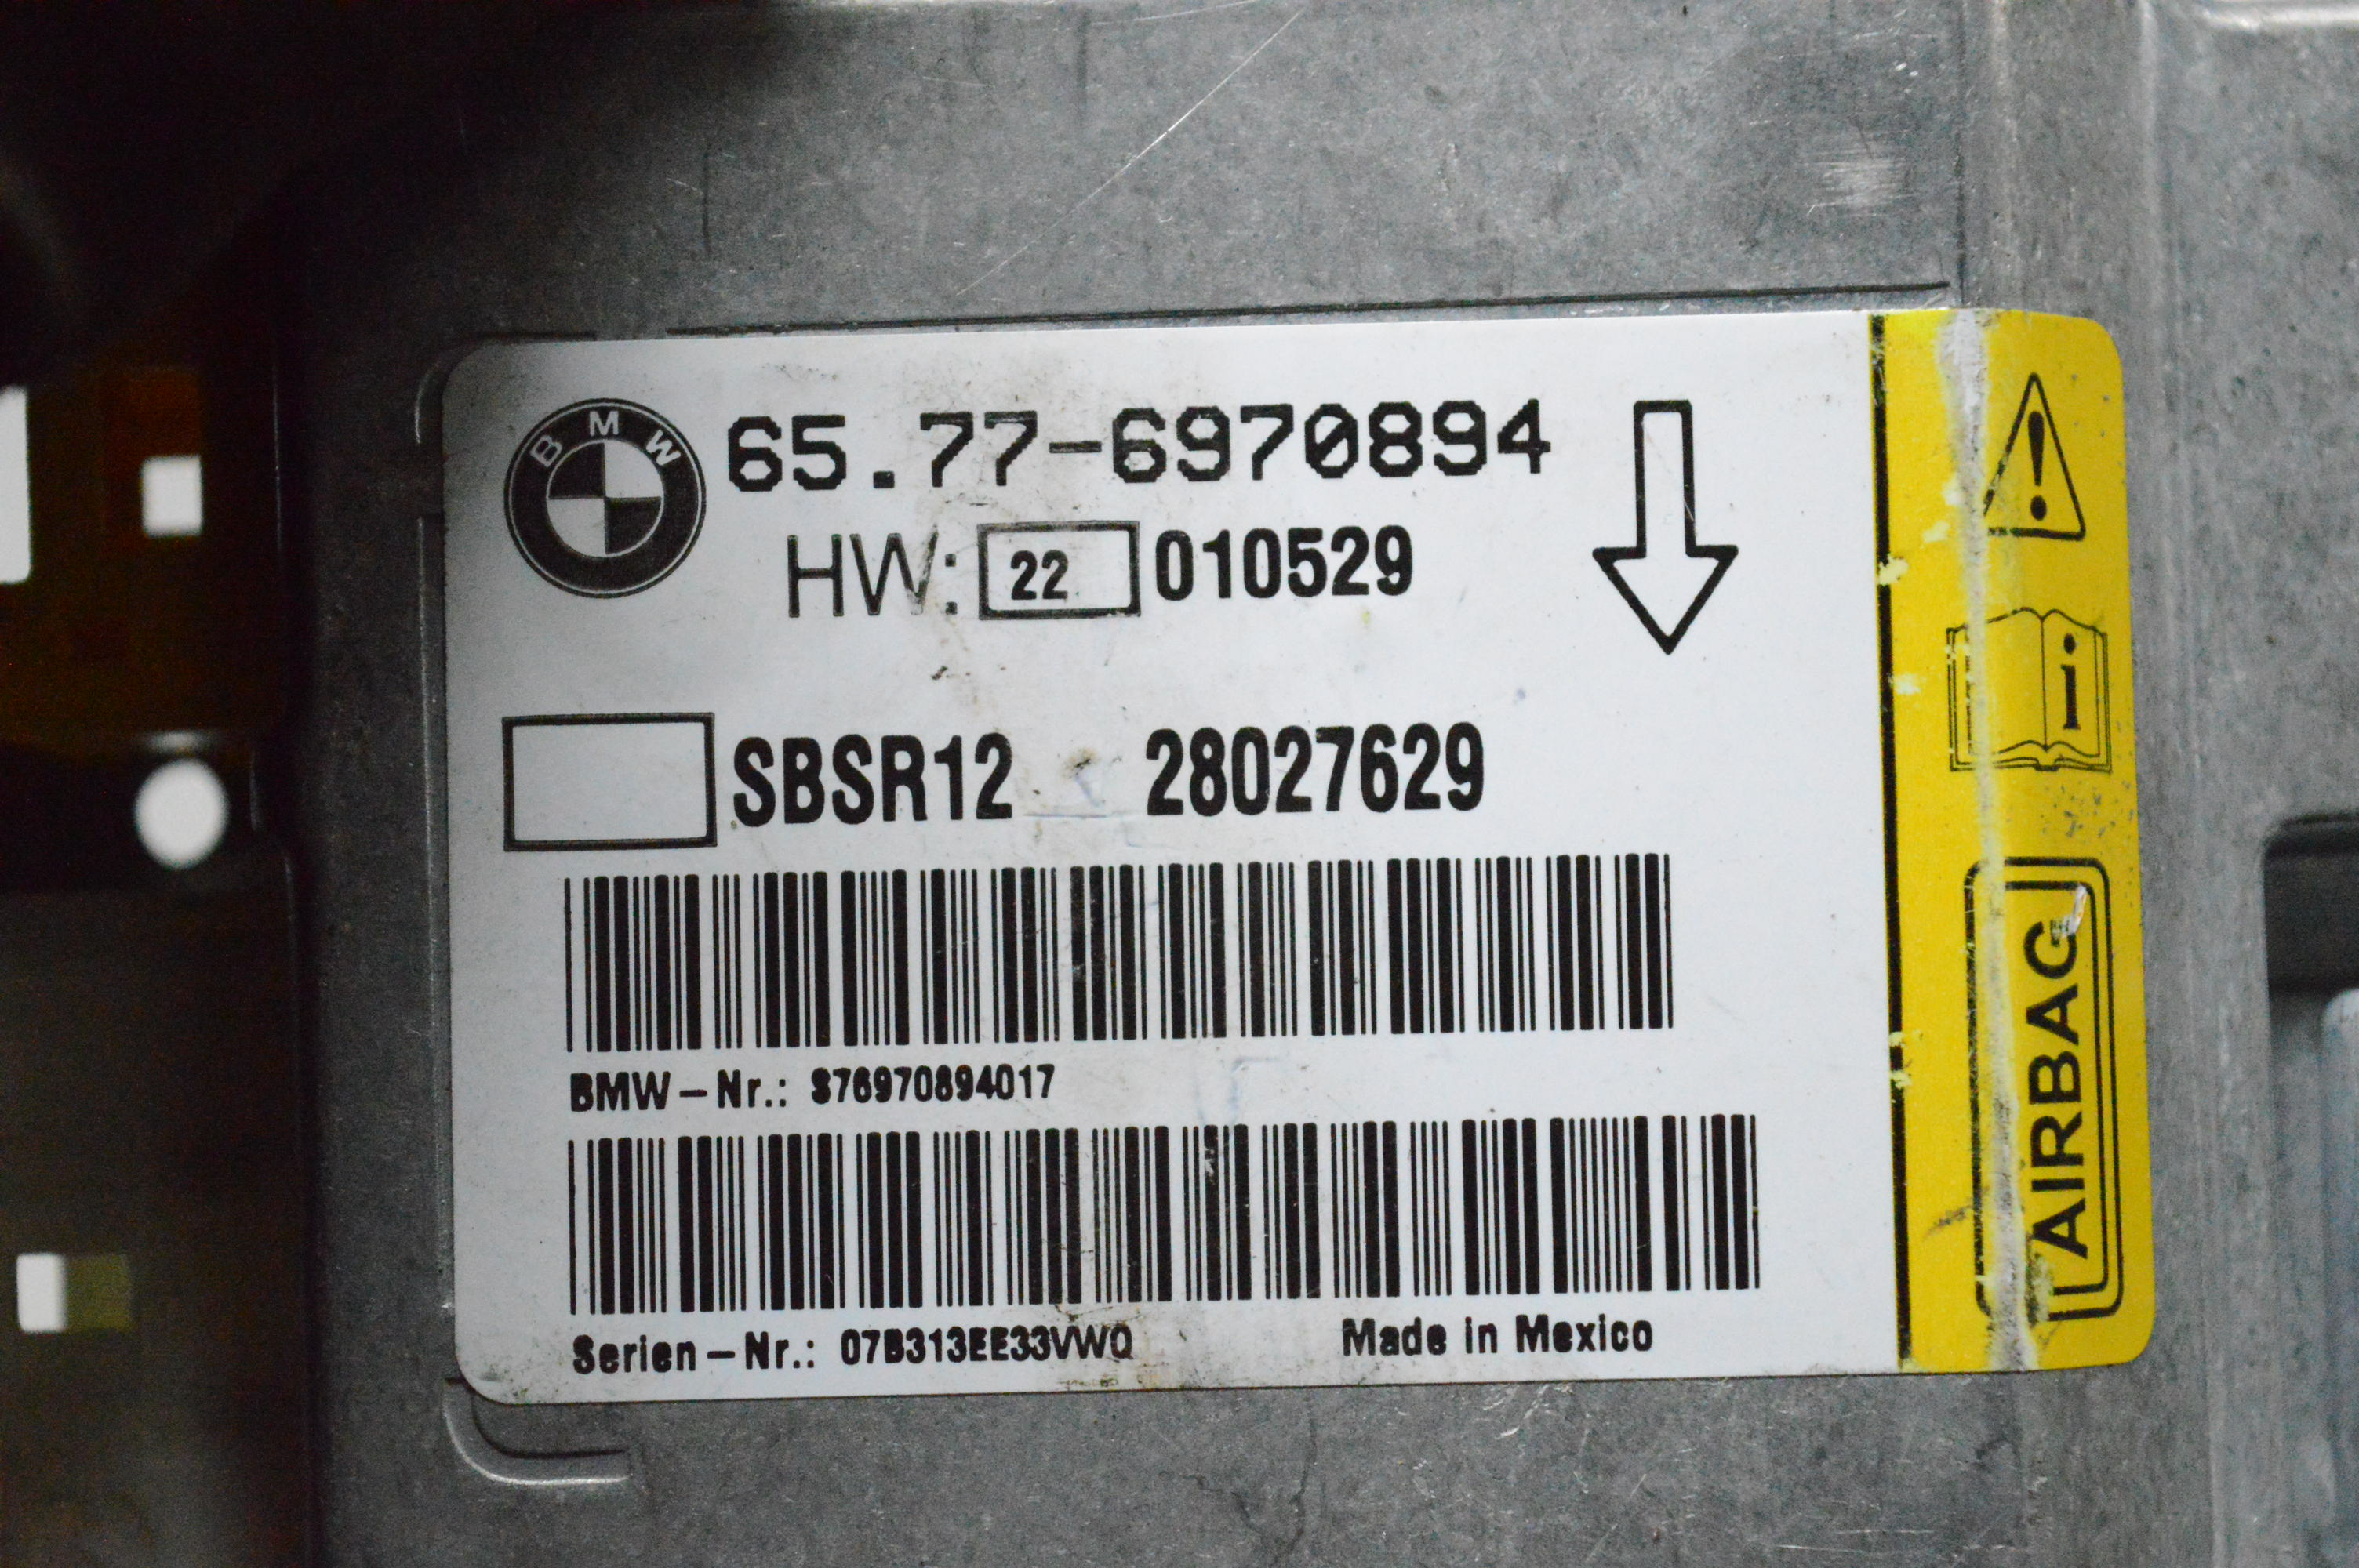 BMW
65.77-6970894
HW: 22 010529
SBSR12 28027629
BMW-Nr.: 876970894017
Serien-Nr.: 07B313EE33VWQ
Made in Mexico
i
AIRBAG